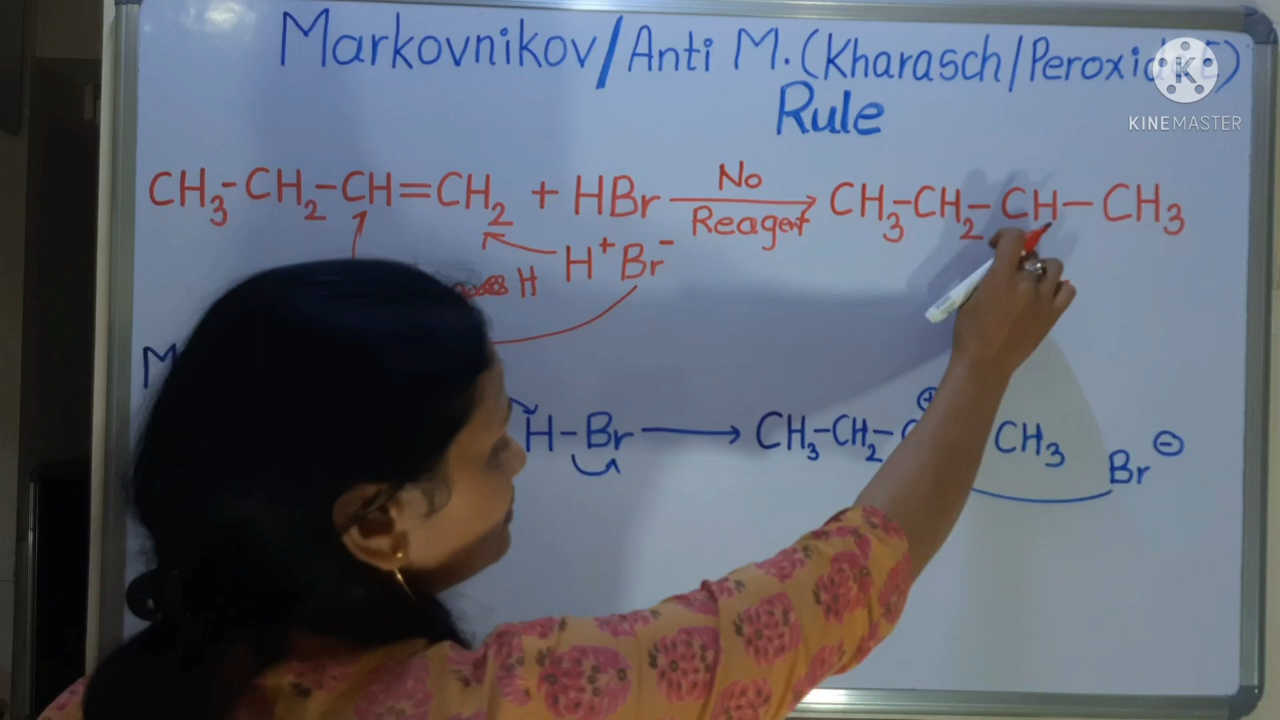 Markovnikov/Anti M. (Kharasch/Peroxid E)
Rule
KINEMASTER
CH₃-CH₂-CH=CH₂ + HBr No Reagent → CH₃-CH₂-CH-CH₃
H⁺ Br⁻
H
M
H-Br → CH₃-CH₂- ⊕ CH₃ Br⊖